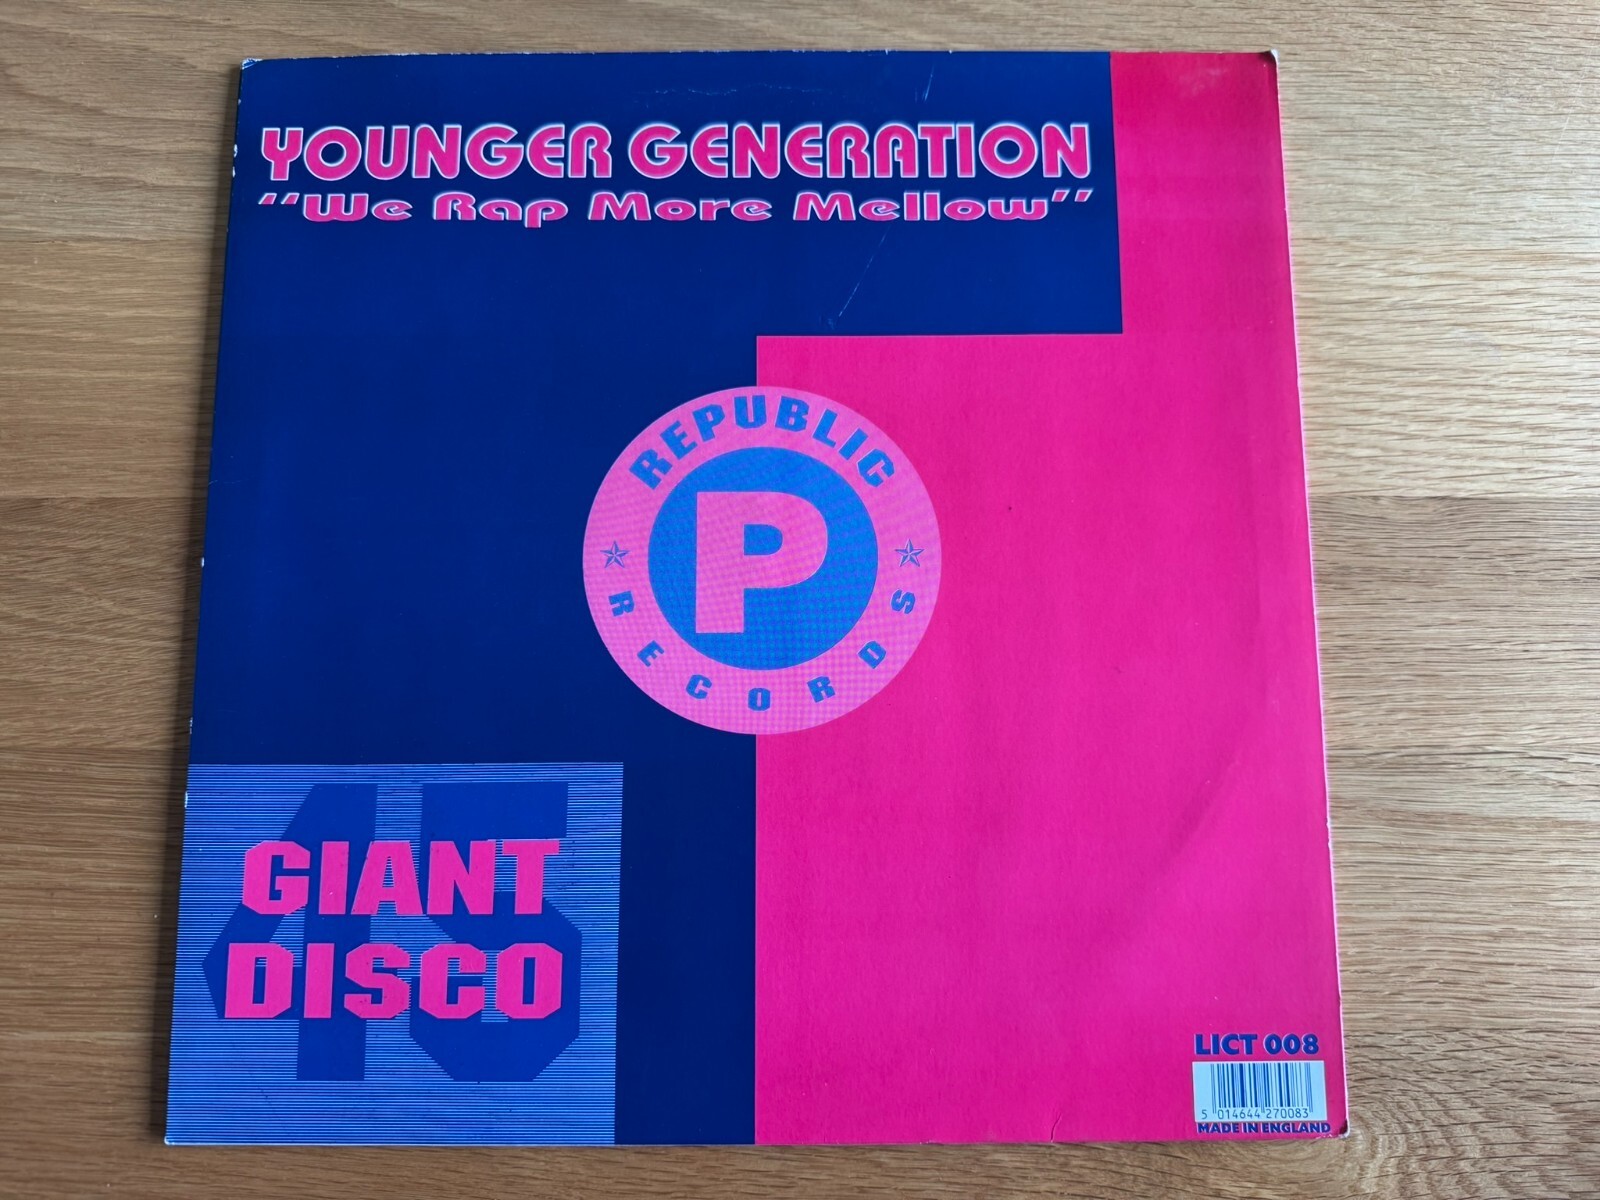 YOUNGER GENERATION
"We Rap More Mellow"
REPUBLIC
P
RECORDS
45
GIANT
DISCO
LICT 008
5 014644 270083
MADE IN ENGLAND